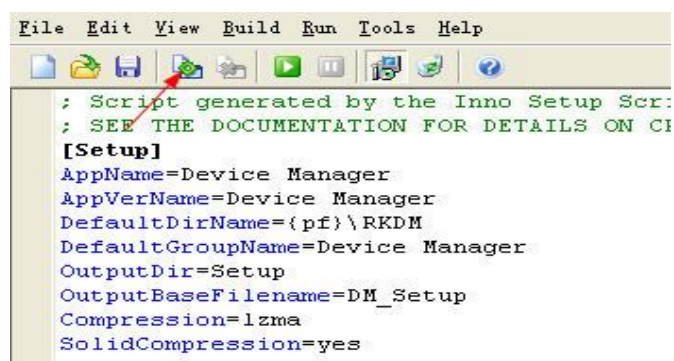 File Edit View Build Run Tools Help
; Script generated by the Inno Setup Scr
; SEE THE DOCUMENTATION FOR DETAILS ON
[Setup]
AppName=Device Manager
AppVerName=Device Manager
DefaultDirName={pf}\RKDM
DefaultGroupName=Device Manager
OutputDir=Setup
OutputBaseFilename=DM_Setup
Compression=lzma
SolidCompression=yes